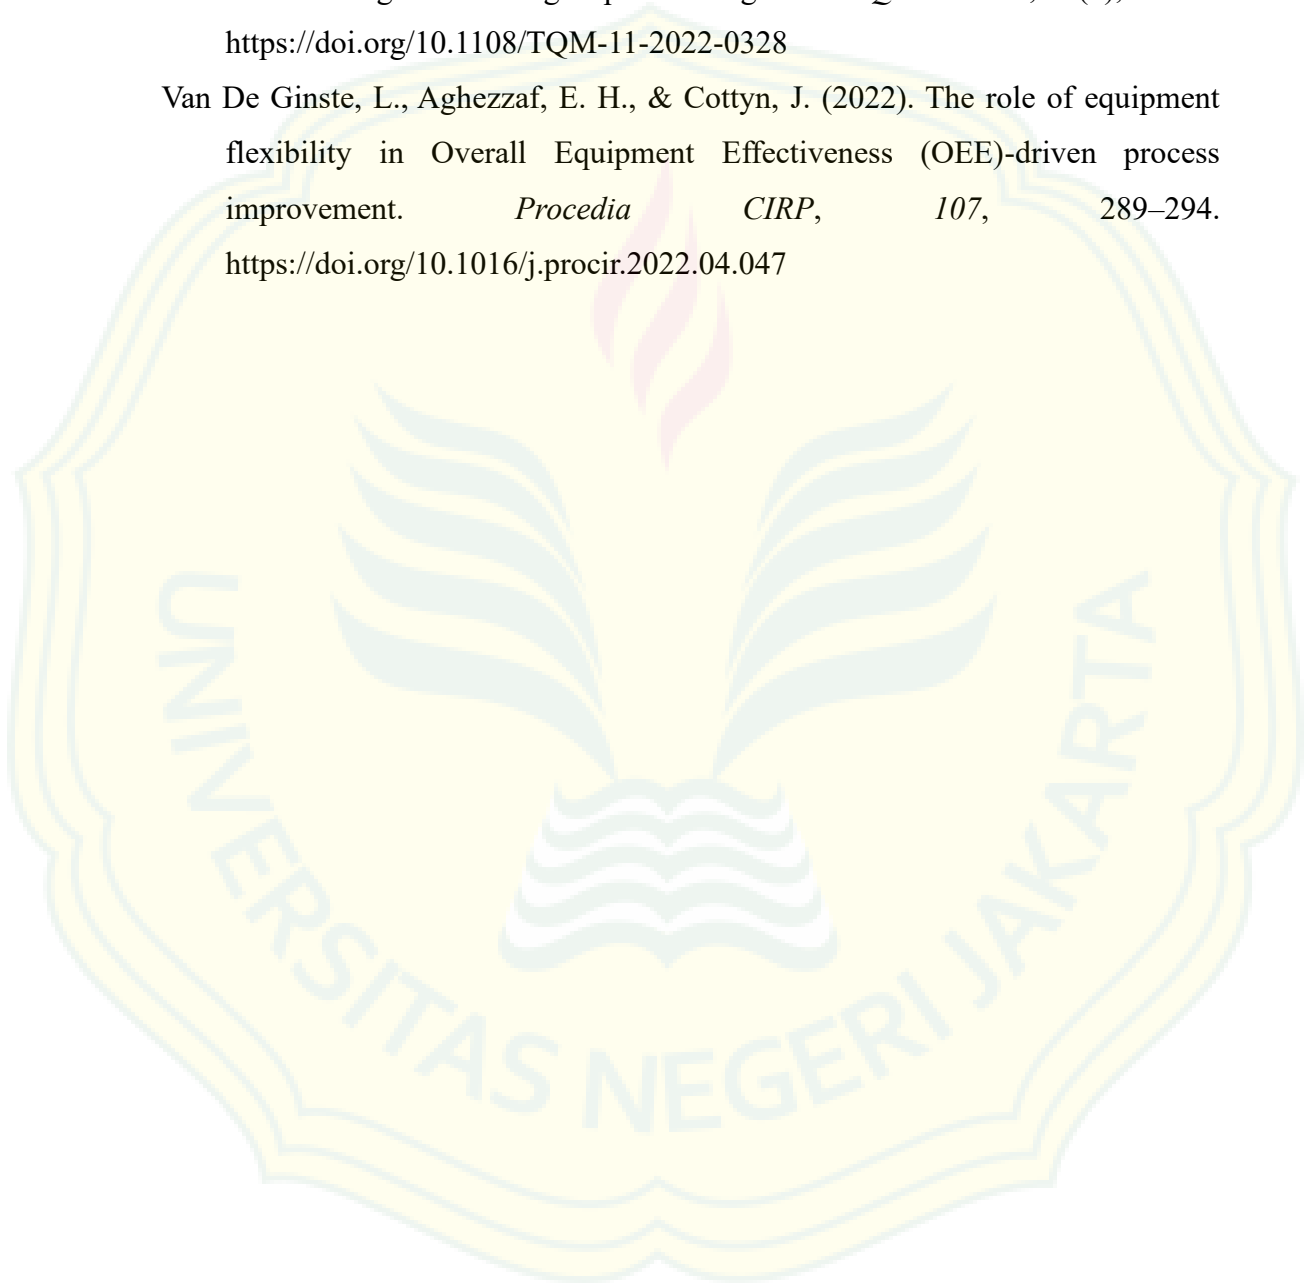 https://doi.org/10.1108/TQM-11-2022-0328
Van De Ginste, L., Aghezzaf, E. H., & Cottyn, J. (2022). The role of equipment
flexibility in Overall Equipment Effectiveness (OEE)-driven process
improvement. Procedia CIRP, 107, 289–294.
https://doi.org/10.1016/j.procir.2022.04.047
UNIVERSITAS NEGERI JAKARTA